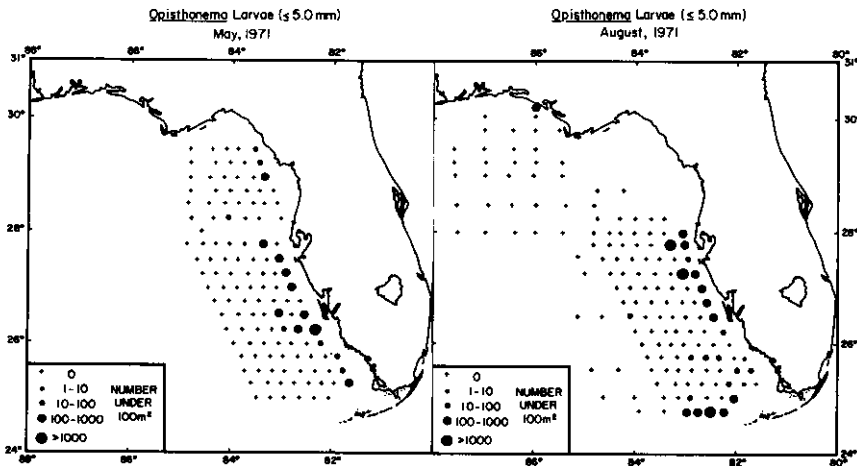 Opisthonema Larvae (≤ 5.0 mm)
May, 1971
88° 86° 84° 82°
31°
30°
28°
26°
24°
0
1-10 NUMBER
10-100 UNDER
100-1000 100m²
>1000
88° 86° 84° 82°
Opisthonema Larvae (≤ 5.0 mm)
August, 1971
86° 84° 82° 80°
31°
30°
28°
26°
24°
0
1-10 NUMBER
10-100 UNDER
100-1000 100m²
>1000
86° 84° 82° 80°